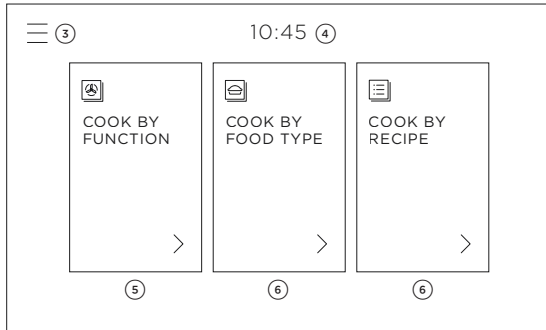 3 10:45 4
COOK BY
FUNCTION
COOK BY
FOOD TYPE
COOK BY
RECIPE
5 6 6